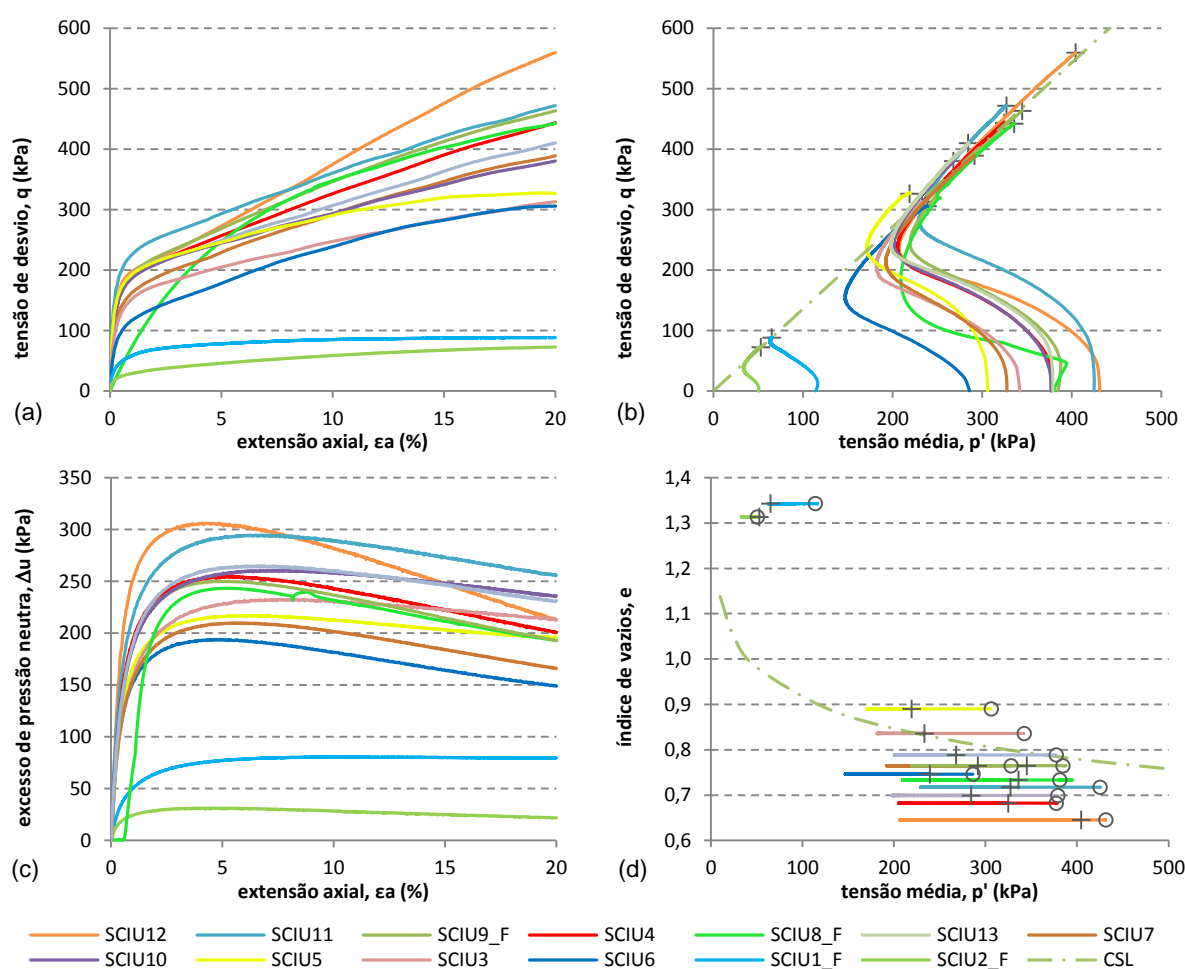 600
500
400
300
200
100
0
tensão de desvio, q (kPa)
0 5 10 15 20
(a)
extensão axial, εa (%)
600
500
400
300
200
100
0
tensão de desvio, q (kPa)
0 100 200 300 400 500
(b)
tensão média, p' (kPa)
350
300
250
200
150
100
50
0
excesso de pressão neutra, Δu (kPa)
0 5 10 15 20
(c)
extensão axial, εa (%)
1,4
1,3
1,2
1,1
1,0
0,9
0,8
0,7
0,6
índice de vazios, e
0 100 200 300 400 500
(d)
tensão média, p' (kPa)
SCIU12 SCIU11 SCIU9_F SCIU4 SCIU8_F SCIU13 SCIU7
SCIU10 SCIU5 SCIU3 SCIU6 SCIU1_F SCIU2_F CSL